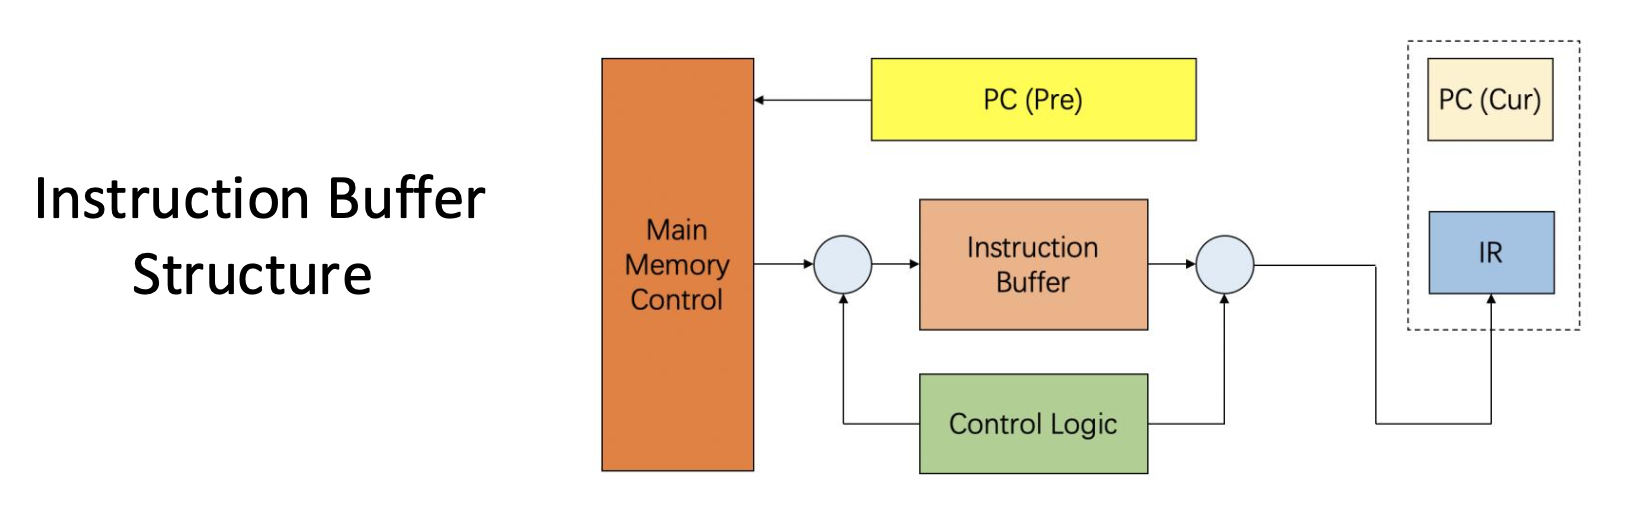 Instruction Buffer
Structure
Main
Memory
Control
PC (Pre)
Instruction
Buffer
Control Logic
PC (Cur)
IR